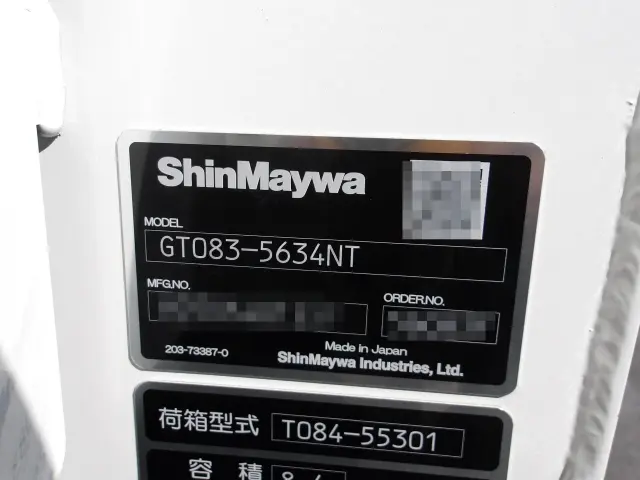 ShinMaywa
MODEL
GT083-5634NT
MFG.NO.
ORDER.NO.
203-73387-0
Made in Japan
ShinMaywa Industries, Ltd.
荷箱型式 T084-55301
容積